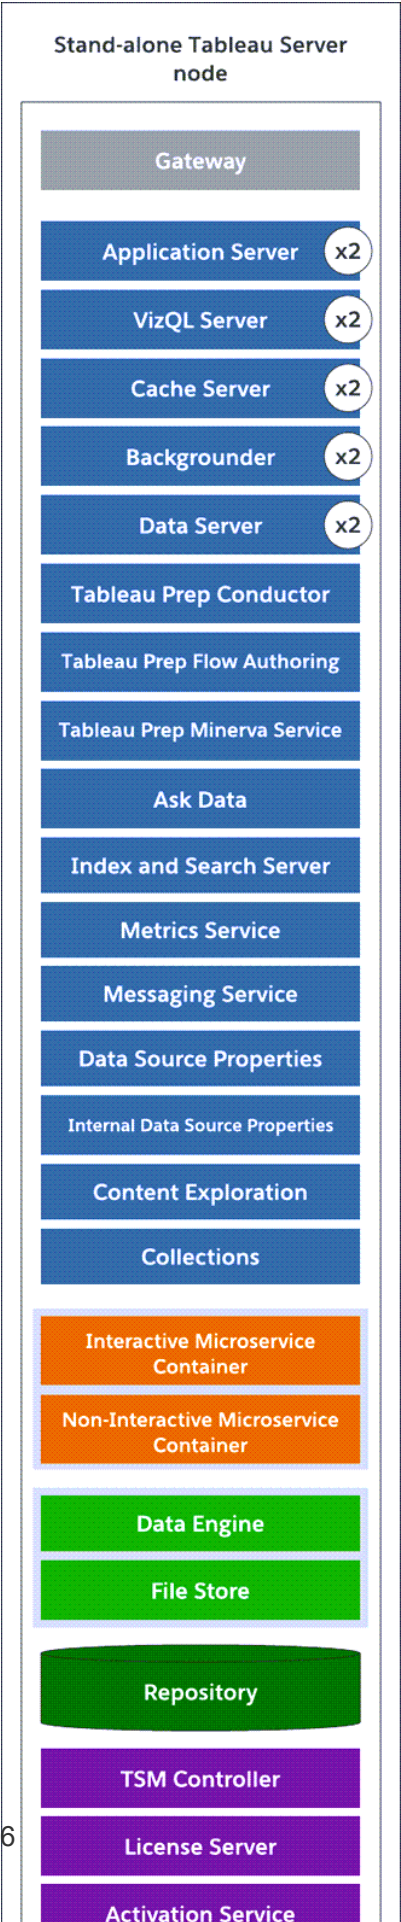 Stand-alone Tableau Server
node
Gateway
Application Server x2
VizQL Server x2
Cache Server x2
Backgrounder x2
Data Server x2
Tableau Prep Conductor
Tableau Prep Flow Authoring
Tableau Prep Minerva Service
Ask Data
Index and Search Server
Metrics Service
Messaging Service
Data Source Properties
Internal Data Source Properties
Content Exploration
Collections
Interactive Microservice
Container
Non-Interactive Microservice
Container
Data Engine
File Store
Repository
TSM Controller
6
License Server
Activation Service